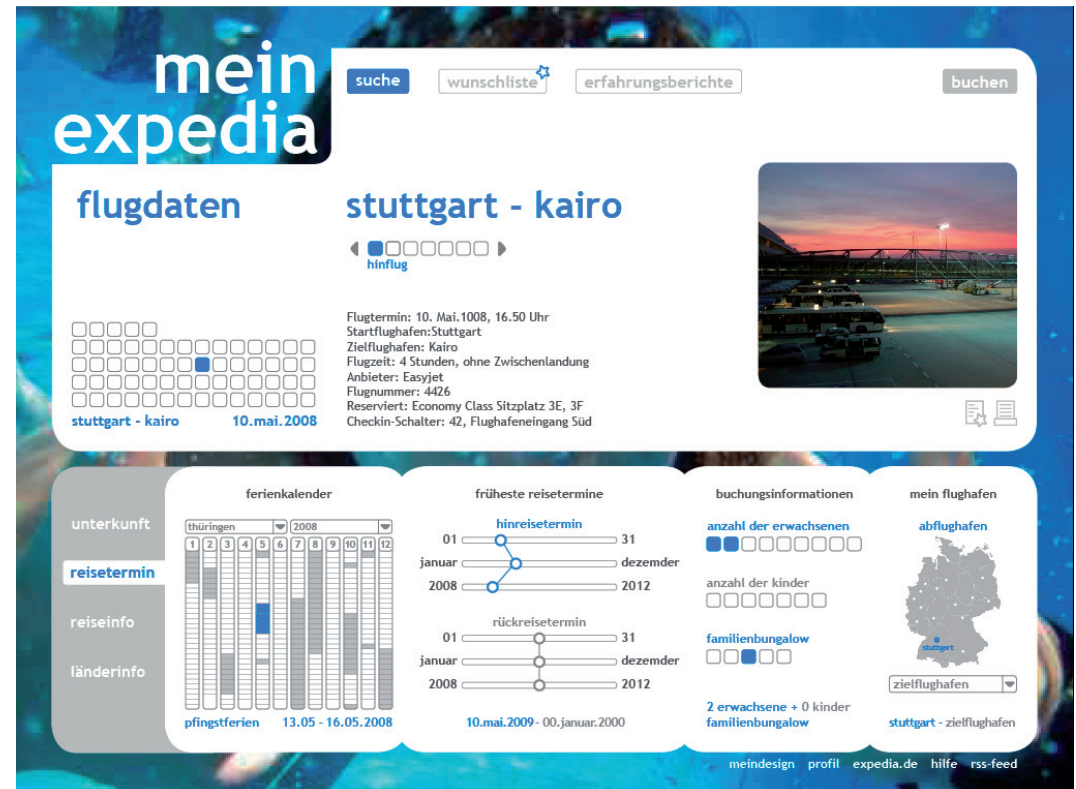 mein
expedia
suche
wunschliste
erfahrungsberichte
buchen
flugdaten
stuttgart - kairo
hinflug
Flugtermin: 10. Mai.1008, 16.50 Uhr
Startflughafen:Stuttgart
Zielflughafen: Kairo
Flugzeit: 4 Stunden, ohne Zwischenlandung
Anbieter: Easyjet
Flugnummer: 4426
Reserviert: Economy Class Sitzplatz 3E, 3F
Checkin-Schalter: 42, Flughafeneingang Süd
stuttgart - kairo 10.mai.2008
unterkunft
reisetermin
reiseinfo
länderinfo
ferienkalender
thüringen 2008
1 2 3 4 5 6 7 8 9 10 11 12
pfingstferien 13.05 - 16.05.2008
früheste reisetermine
hinreisetermin
01 31
januar dezember
2008 2012
rückreisetermin
01 31
januar dezember
2008 2012
10.mai.2009 - 00.januar.2000
buchungsinformationen
anzahl der erwachsenen
anzahl der kinder
familienbungalow
2 erwachsene + 0 kinder
familienbungalow
mein flughafen
abflughafen
stuttgart
zielflughafen
stuttgart - zielflughafen
meindesign profil expedia.de hilfe rss-feed